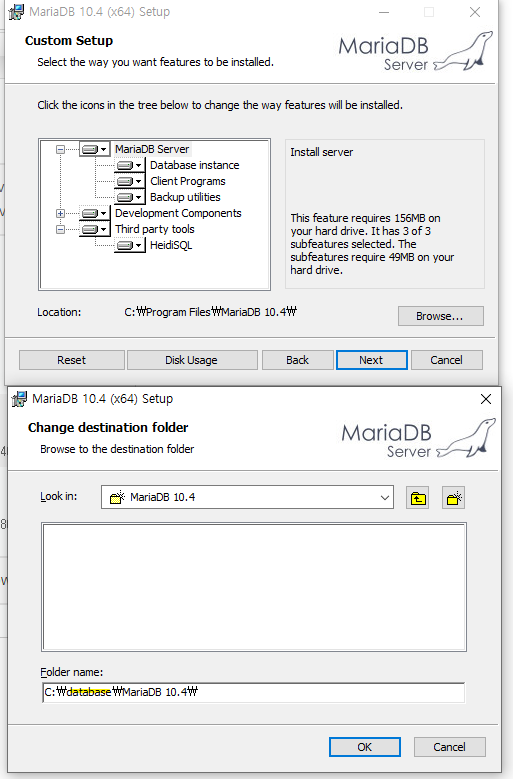 MariaDB 10.4 (x64) Setup
Custom Setup
Select the way you want features to be installed.
MariaDB
Server
Click the icons in the tree below to change the way features will be installed.
MariaDB Server
Database instance
Client Programs
Backup utilities
Development Components
Third party tools
HeidiSQL
Install server
This feature requires 156MB on
your hard drive. It has 3 of 3
subfeatures selected. The
subfeatures require 49MB on your
hard drive.
Location:
C:₩Program Files₩MariaDB 10.4₩
Browse...
Reset
Disk Usage
Back
Next
Cancel
MariaDB 10.4 (x64) Setup
Change destination folder
Browse to the destination folder
MariaDB
Server
Look in:
MariaDB 10.4
Folder name:
C:₩database₩MariaDB 10.4₩
OK
Cancel